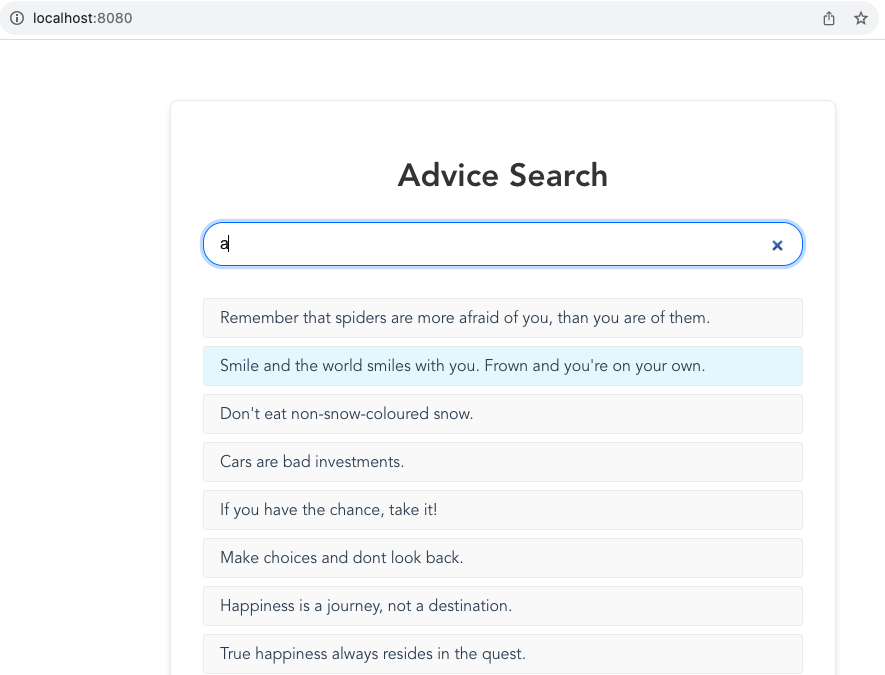 localhost:8080
Advice Search
a
Remember that spiders are more afraid of you, than you are of them.
Smile and the world smiles with you. Frown and you're on your own.
Don't eat non-snow-coloured snow.
Cars are bad investments.
If you have the chance, take it!
Make choices and dont look back.
Happiness is a journey, not a destination.
True happiness always resides in the quest.